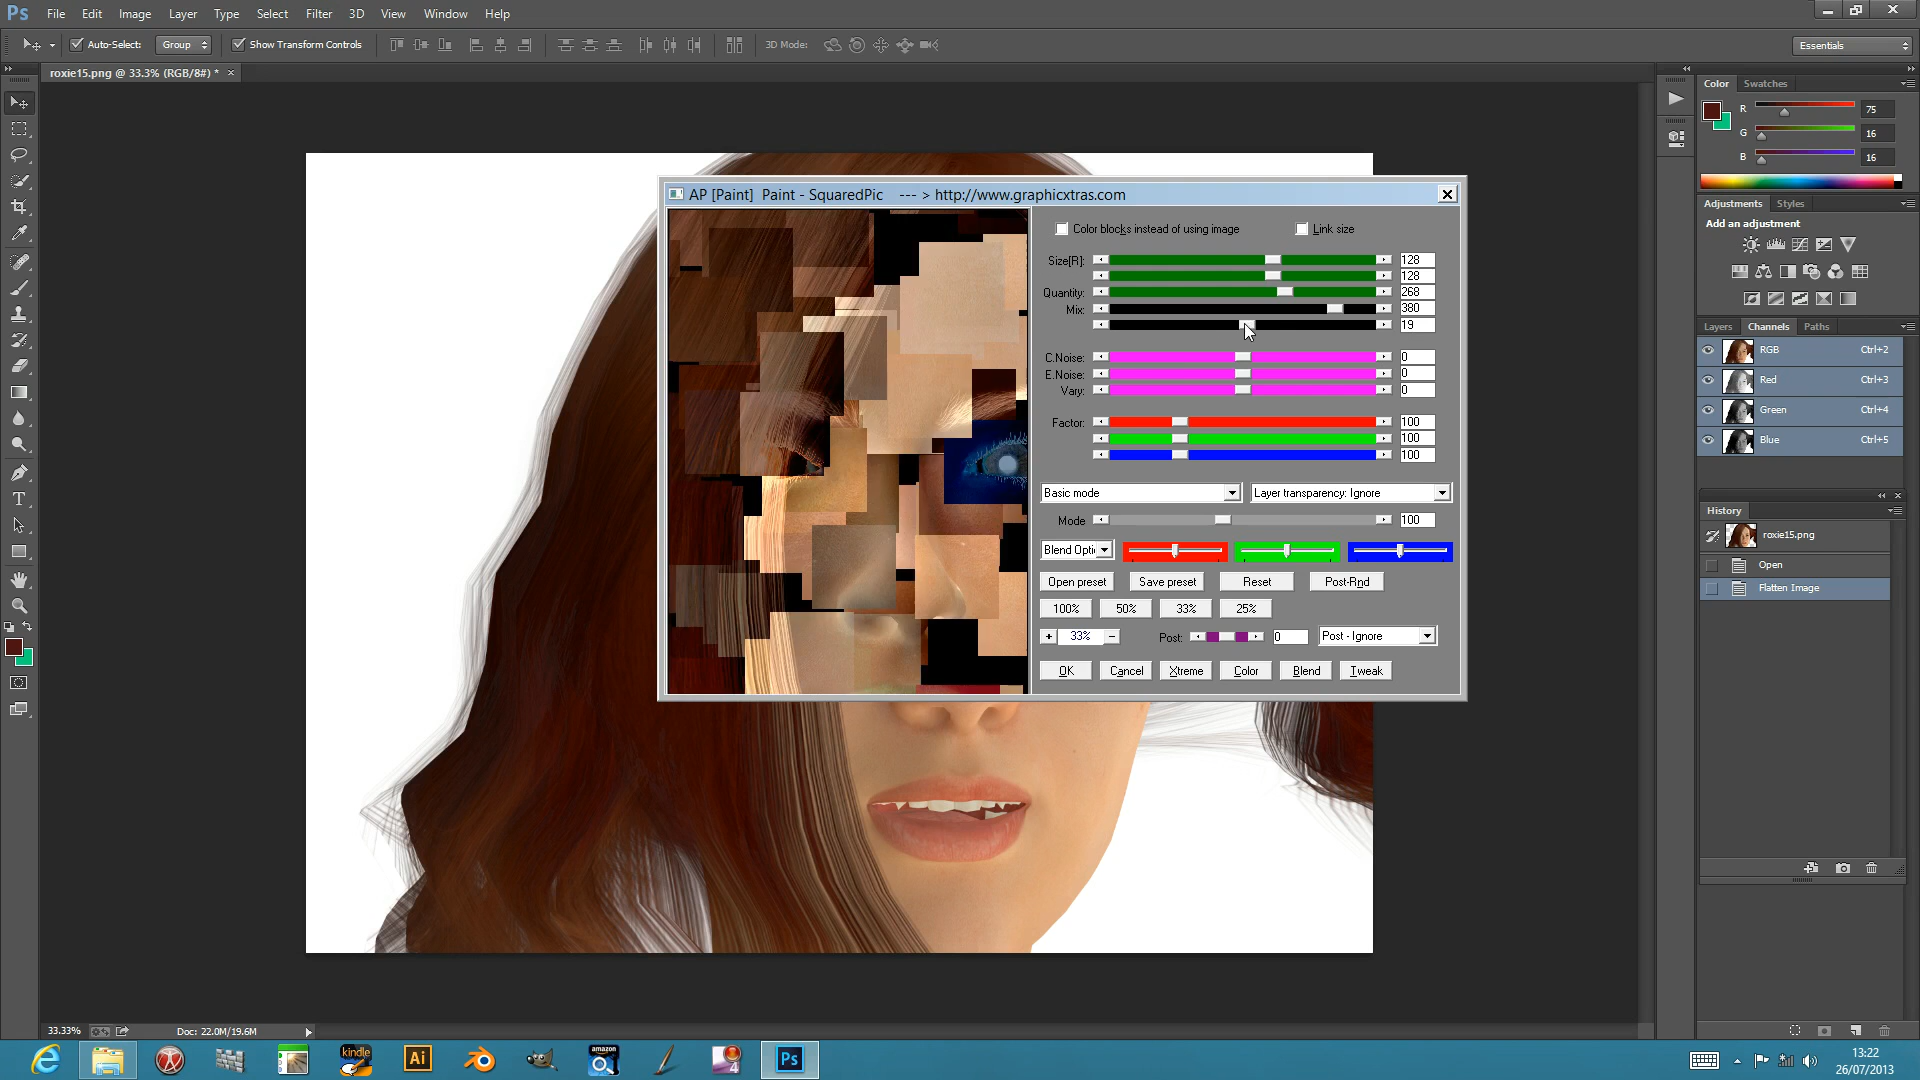 Ps File Edit Image Layer Type Select Filter 3D View Window Help
Auto-Select: Group Show Transform Controls 3D Mode: Essentials
roxie15.png @ 33.3% (RGB/8#) * ×
Color Swatches
R 75
G 16
B 16
Adjustments Styles
Add an adjustment
Layers Channels Paths
RGB Ctrl+2
Red Ctrl+3
Green Ctrl+4
Blue Ctrl+5
History
roxie15.png
Open
Flatten Image
AP [Paint] Paint - SquaredPic --- > http://www.graphicxtras.com
Color blocks instead of using image Link size
Size[R]: 128
128
Quantity: 268
Mix: 380
19
C.Noise: 0
E.Noise: 0
Vary: 0
Factor: 100
100
100
Basic mode Layer transparency: Ignore
Mode 100
Blend Opti
Open preset Save preset Reset Post-Rnd
100% 50% 33% 25%
+ 33% − Post: 0 Post - Ignore
OK Cancel Xtreme Color Blend Tweak
33.33% Doc: 22.0M/19.6M
kindle Ai amazon 4 Ps
13:22
26/07/2013